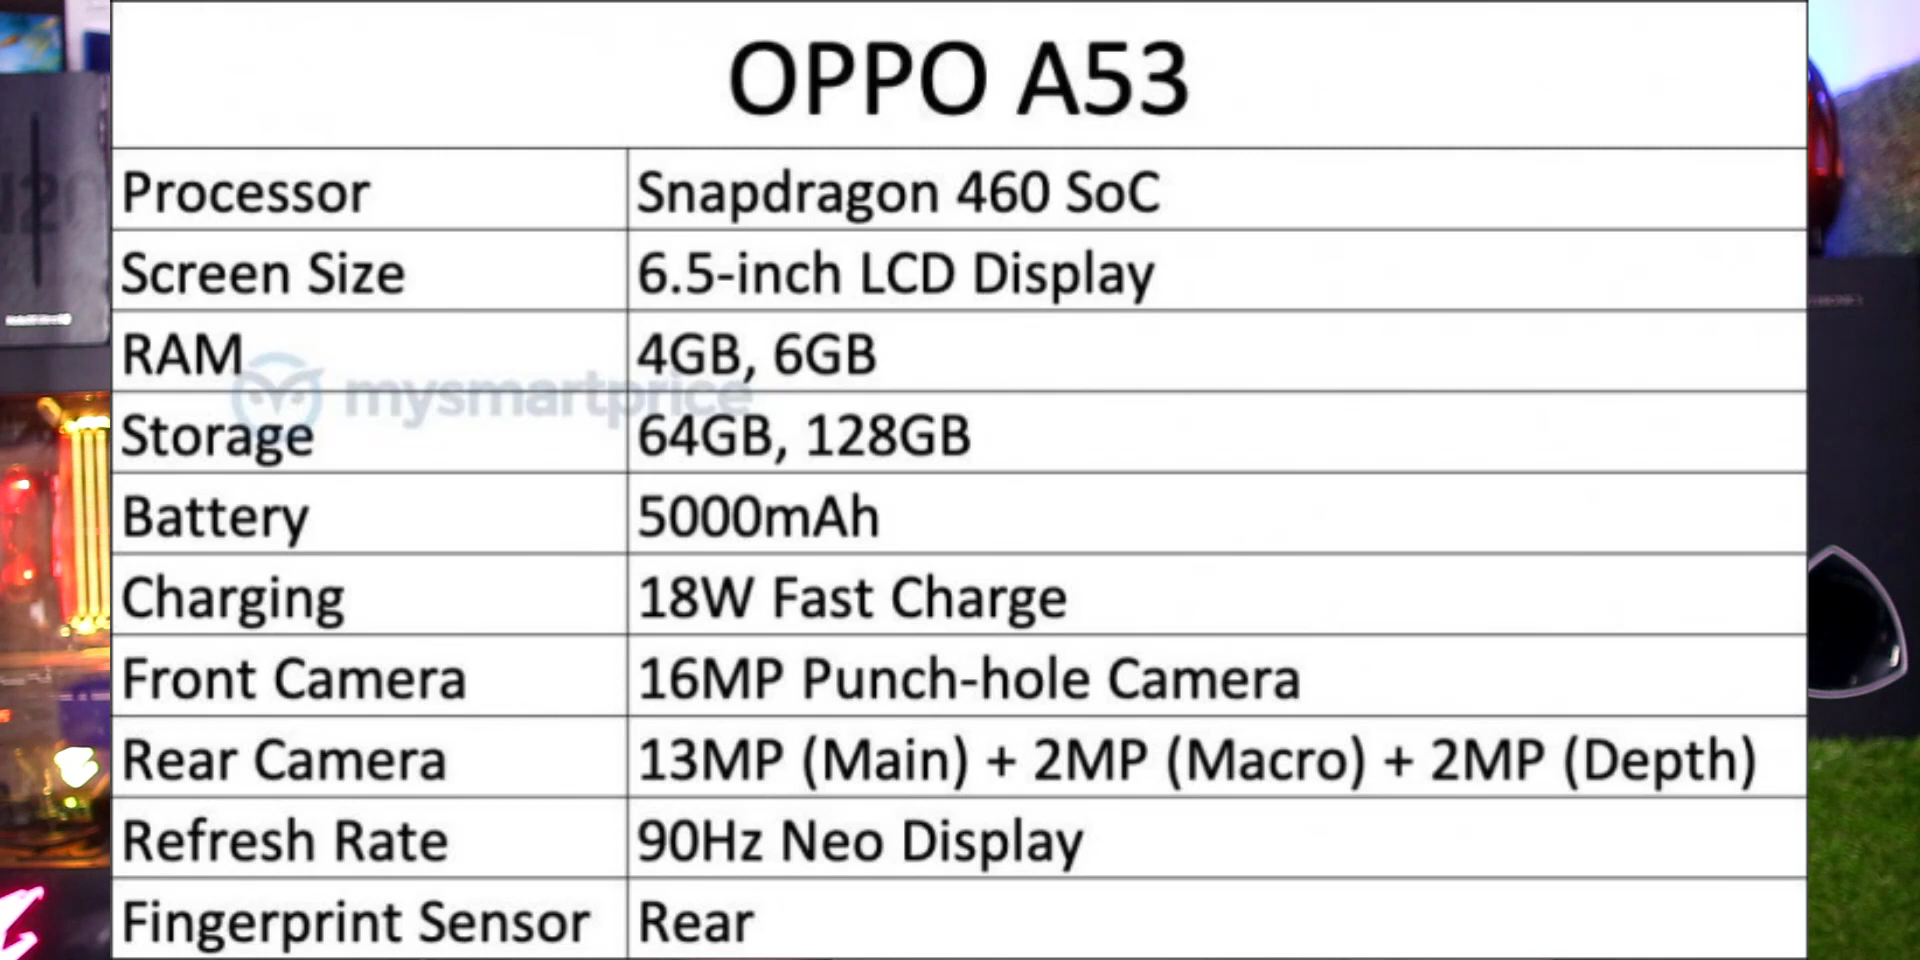 OPPO A53
Processor Snapdragon 460 SoC
Screen Size 6.5-inch LCD Display
RAM 4GB, 6GB
mysmartprice
Storage 64GB, 128GB
Battery 5000mAh
Charging 18W Fast Charge
Front Camera 16MP Punch-hole Camera
Rear Camera 13MP (Main) + 2MP (Macro) + 2MP (Depth)
Refresh Rate 90Hz Neo Display
Fingerprint Sensor Rear